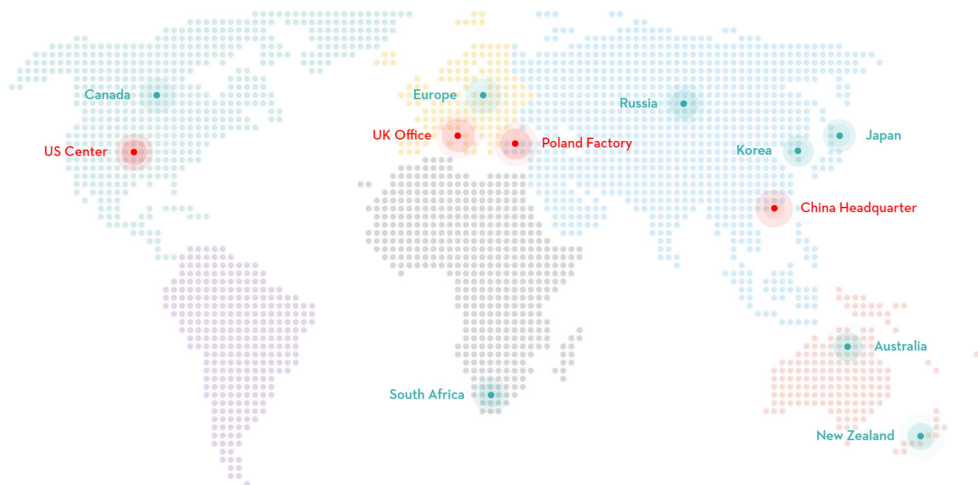 Canada
Europe
Russia
UK Office
Japan
Poland Factory
US Center
Korea
China Headquarter
Australia
South Africa
New Zealand